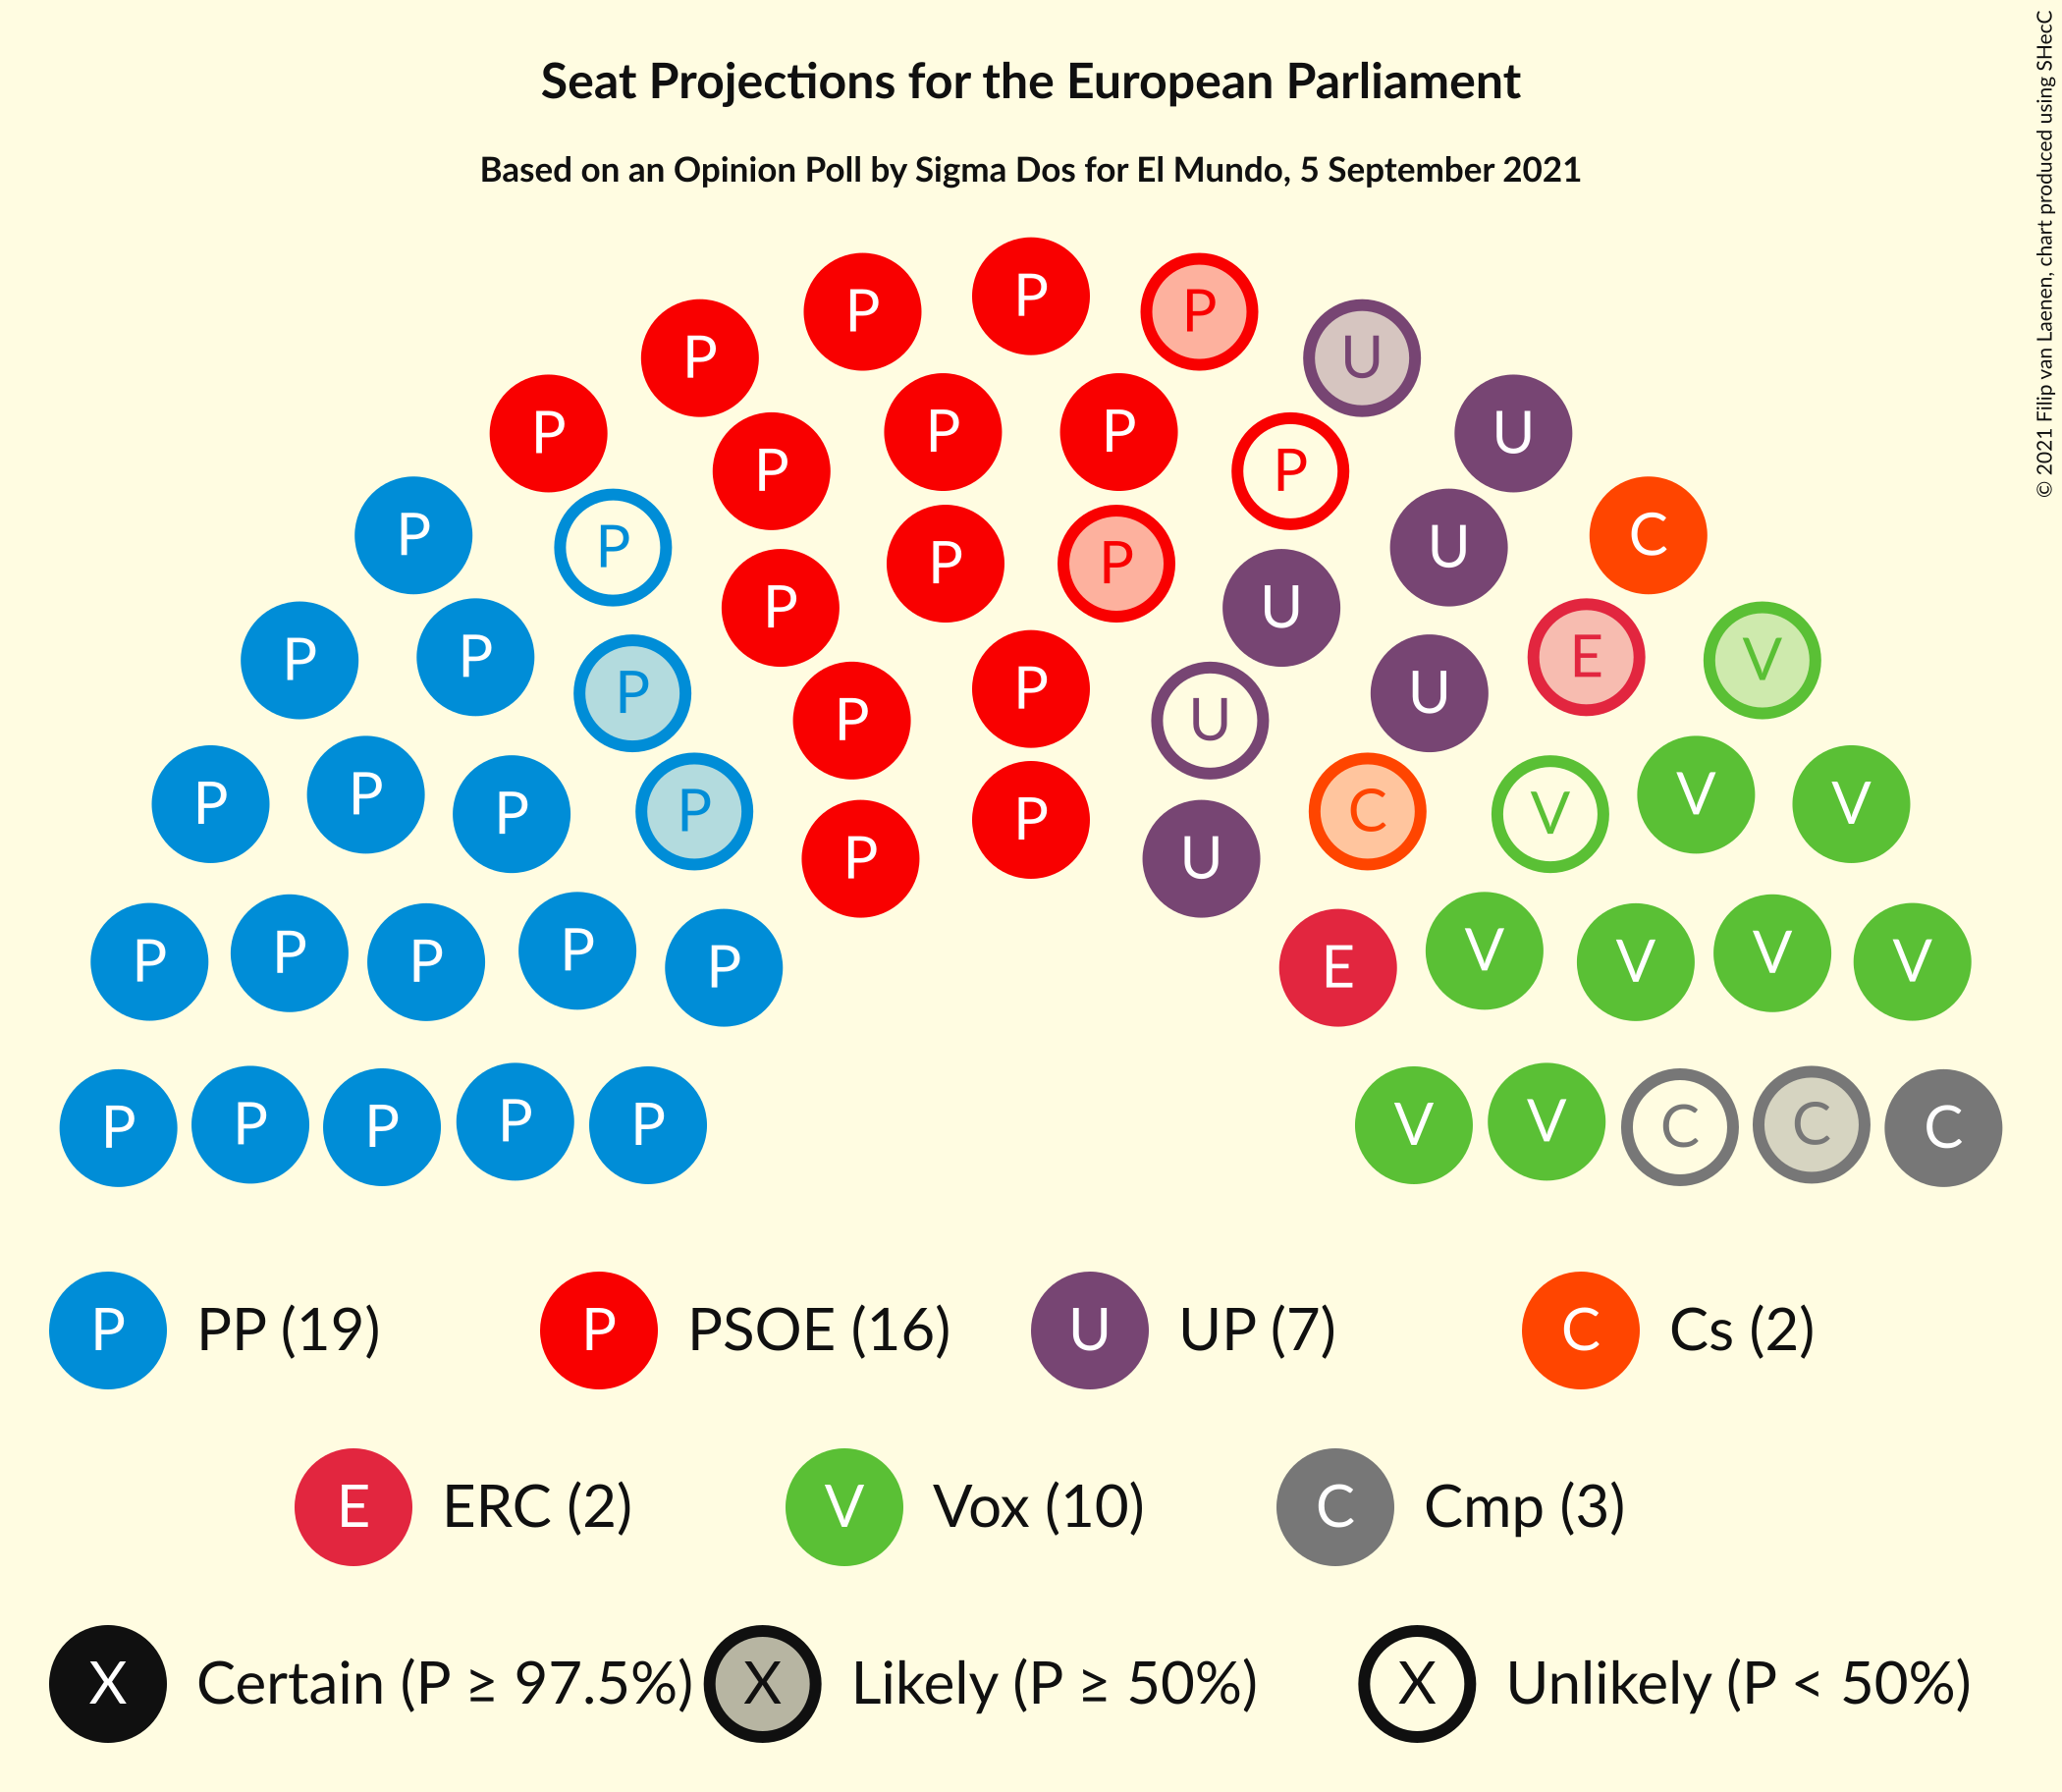 Seat Projections for the European Parliament
Based on an Opinion Poll by Sigma Dos for El Mundo, 5 September 2021
© 2021 Filip van Laenen, chart produced using SHecC
P
P P
P U
P P P U
P P
P P P P U C
P U
P P E V
P P U
P U
P P P P P C V V V
P U
P P P P P E V V V V
P P P P P V V C C C
P PP (19) P PSOE (16) U UP (7) C Cs (2)
E ERC (2) V Vox (10) C Cmp (3)
X Certain (P ≥ 97.5%) X Likely (P ≥ 50%) X Unlikely (P < 50%)